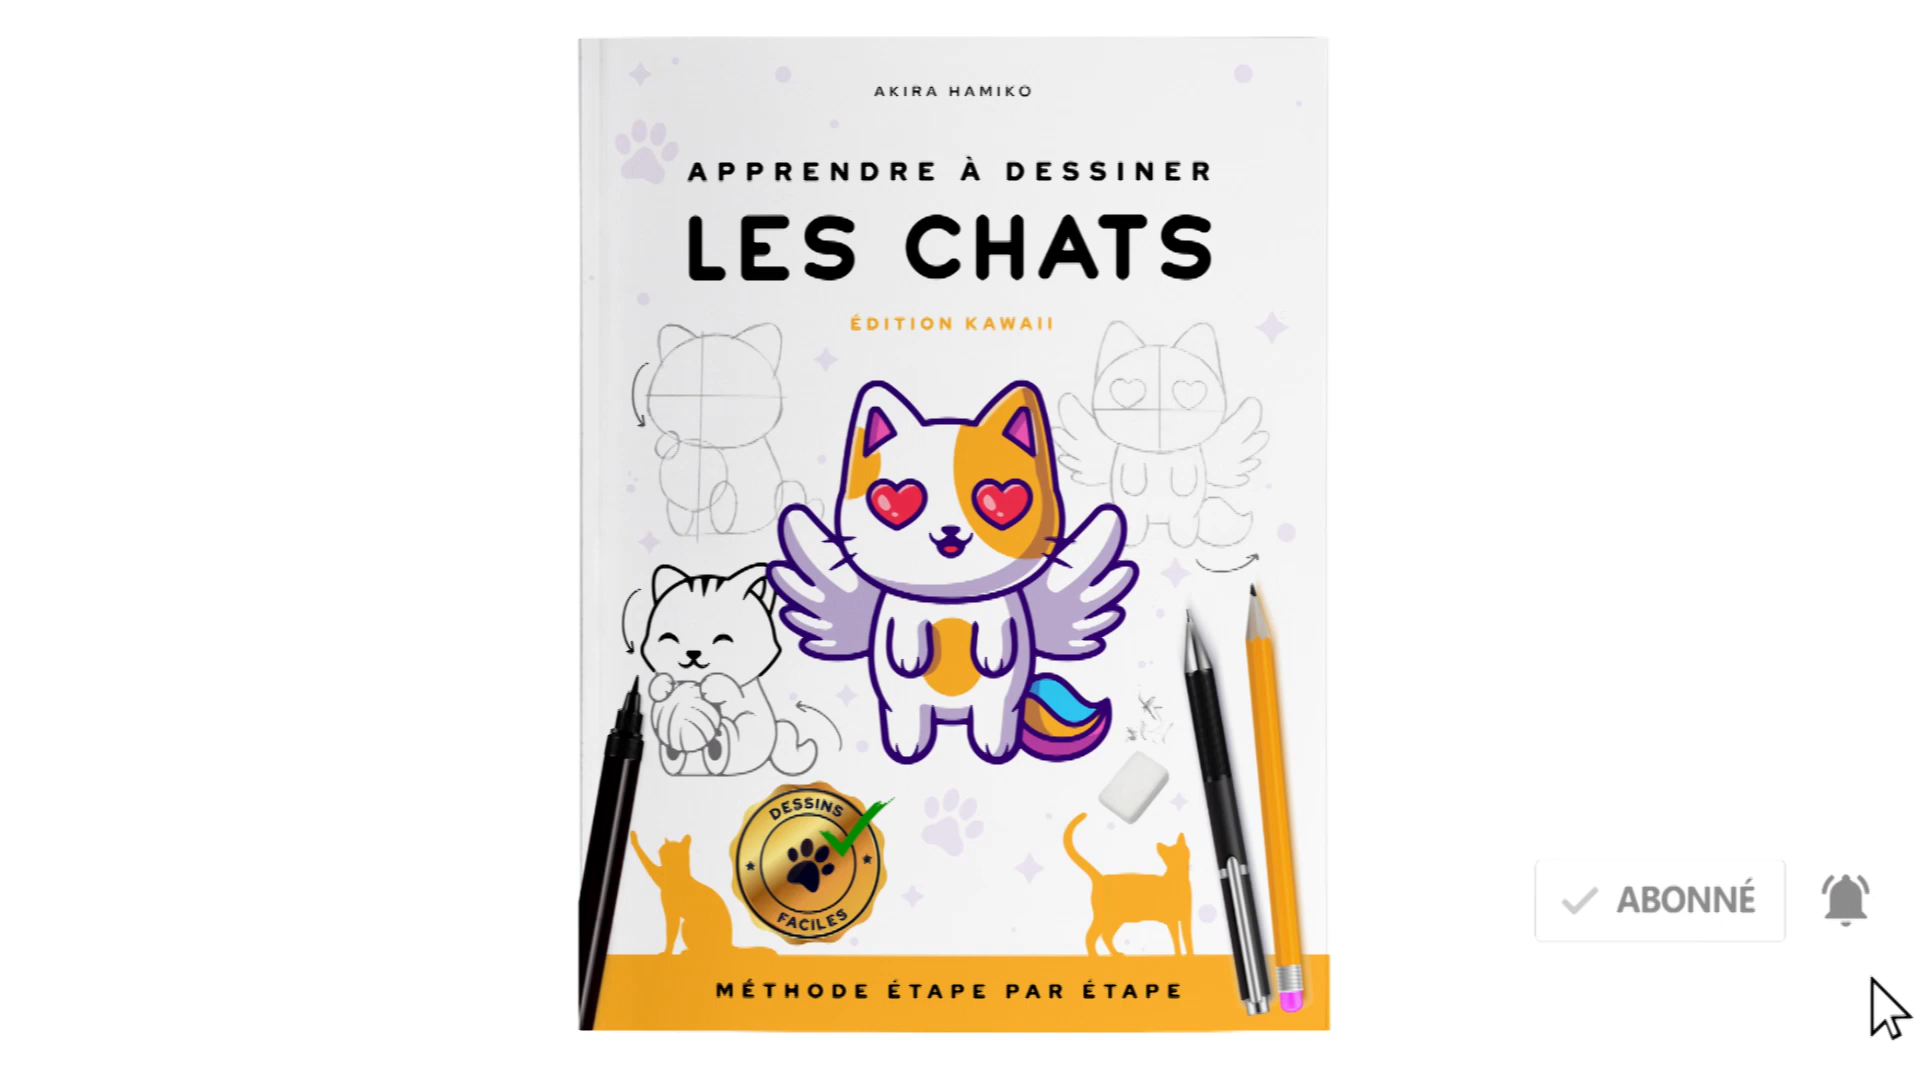 AKIRA HAMIKO
APPRENDRE À DESSINER
LES CHATS
ÉDITION KAWAII
DESSINS
FACILES
MÉTHODE ÉTAPE PAR ÉTAPE
ABONNÉ